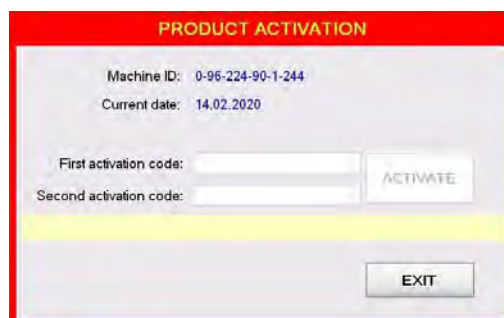 PRODUCT ACTIVATION
Machine ID: 0-96-224-90-1-244
Current date: 14.02.2020
First activation code:
ACTIVATE
Second activation code:
EXIT